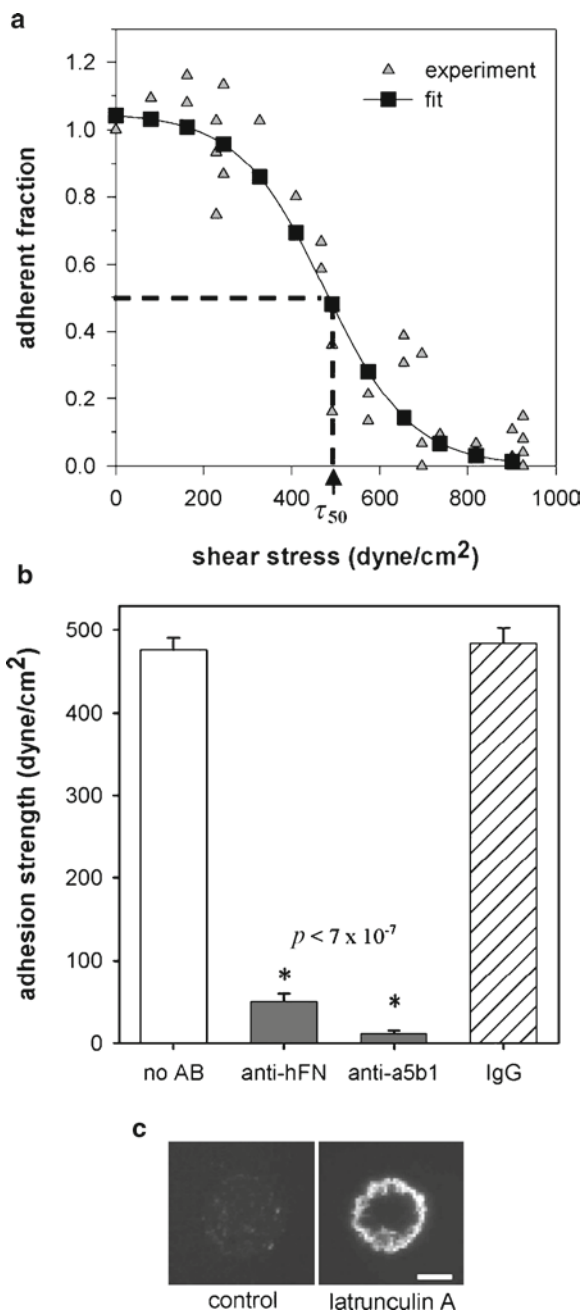 a
1.2
1.0
0.8
0.6
0.4
0.2
0.0
adherent fraction
experiment
fit
0 200 400 600 800 1000
τ50
shear stress (dyne/cm²)
b
500
400
300
200
100
0
adhesion strength (dyne/cm²)
p < 7 x 10⁻⁷
* *
no AB anti-hFN anti-a5b1 IgG
c
control latrunculin A